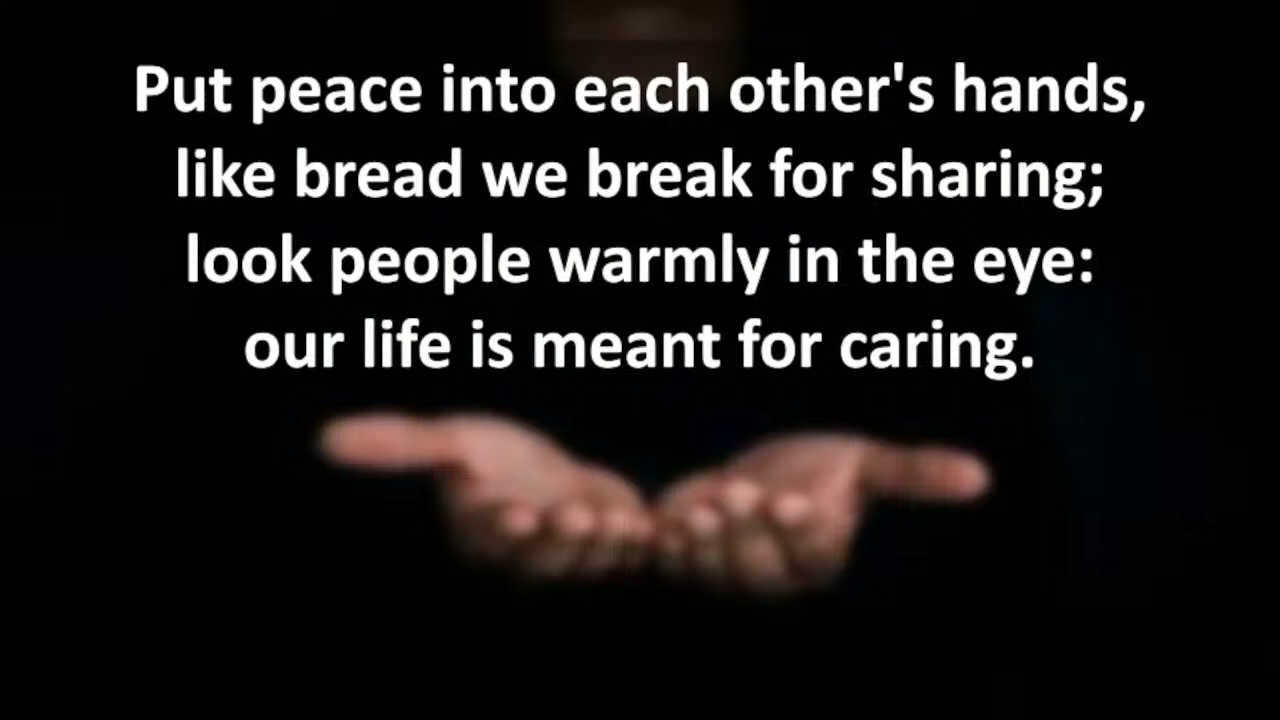 Put peace into each other's hands,
like bread we break for sharing;
look people warmly in the eye:
our life is meant for caring.